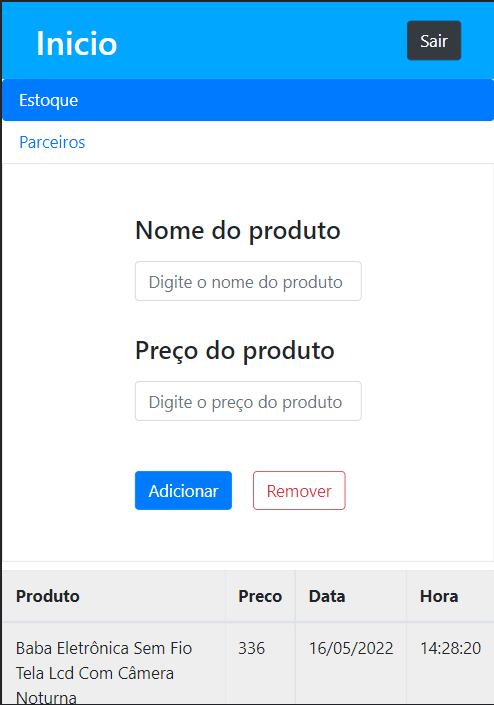 Inicio
Sair
Estoque
Parceiros
Nome do produto
Digite o nome do produto
Preço do produto
Digite o preço do produto
Adicionar Remover
Produto Preco Data Hora
Baba Eletrônica Sem Fio 336 16/05/2022 14:28:20
Tela Lcd Com Câmera
Noturna